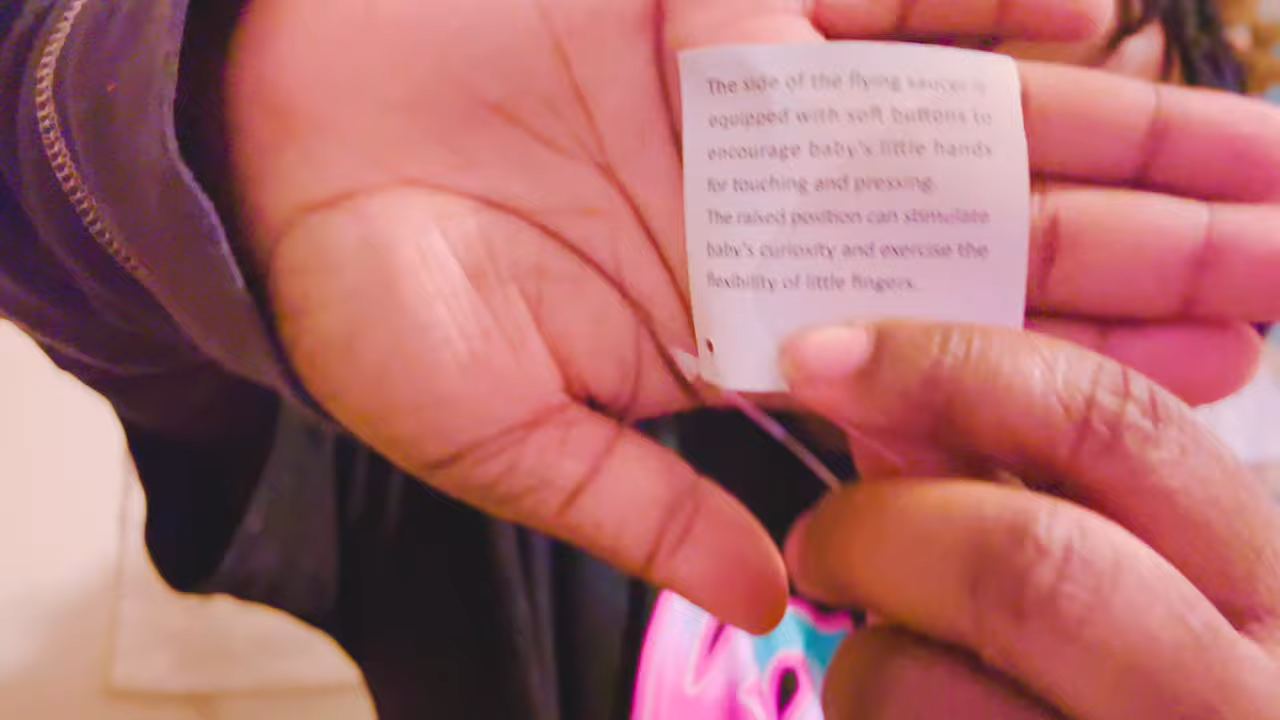 The side of the flying saucer is
equipped with soft buttons to
encourage baby's little hands
for touching and pressing.
The raised position can stimulate
baby's curiosity and exercise the
flexibility of little fingers.